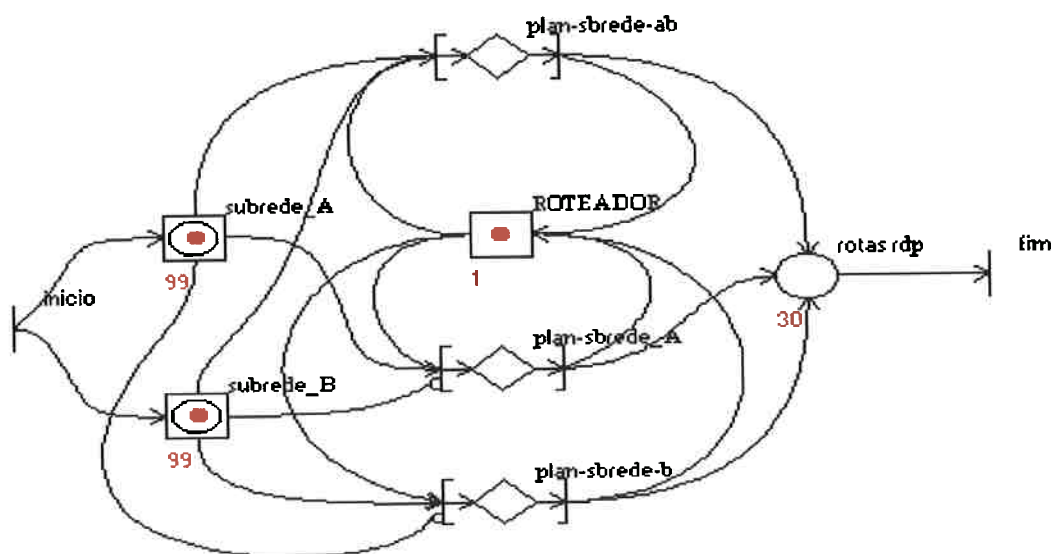 plan-sbrede-ab
subrede_A
ROTEADOR
99
1
rotas rdp
fim
inicio
30
plan-sbrede_A
subrede_B
99
plan-sbrede-b